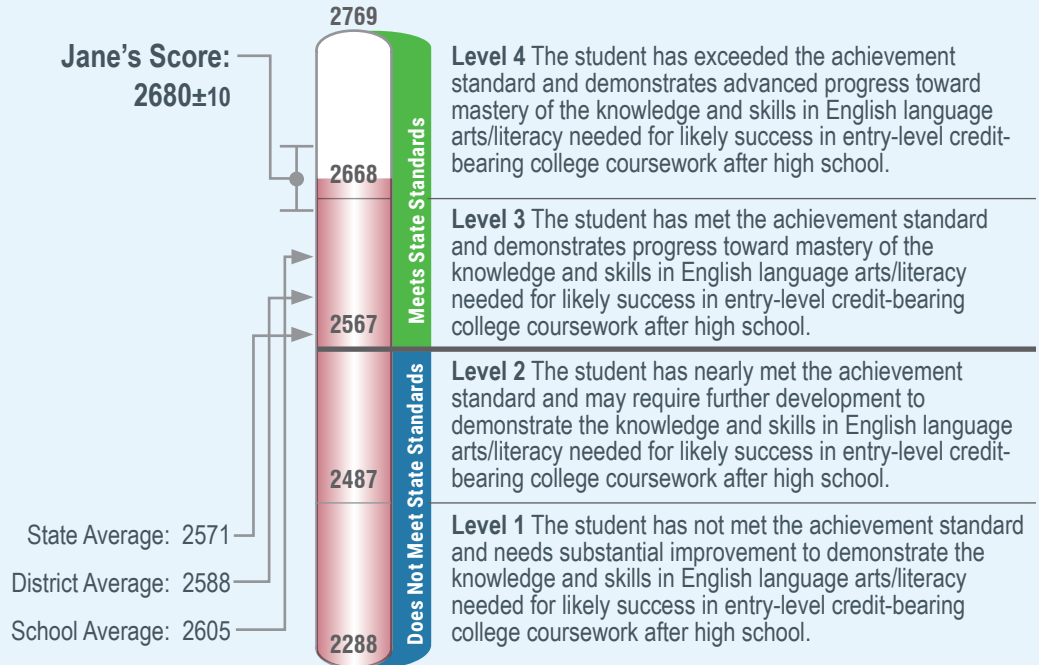 2769
Jane's Score:
2680±10
2668
2567
2487
2288
Meets State Standards
Does Not Meet State Standards
Level 4 The student has exceeded the achievement
standard and demonstrates advanced progress toward
mastery of the knowledge and skills in English language
arts/literacy needed for likely success in entry-level credit-
bearing college coursework after high school.
Level 3 The student has met the achievement standard
and demonstrates progress toward mastery of the
knowledge and skills in English language arts/literacy
needed for likely success in entry-level credit-bearing
college coursework after high school.
Level 2 The student has nearly met the achievement
standard and may require further development to
demonstrate the knowledge and skills in English language
arts/literacy needed for likely success in entry-level credit-
bearing college coursework after high school.
Level 1 The student has not met the achievement standard
and needs substantial improvement to demonstrate the
knowledge and skills in English language arts/literacy
needed for likely success in entry-level credit-bearing
college coursework after high school.
State Average: 2571
District Average: 2588
School Average: 2605